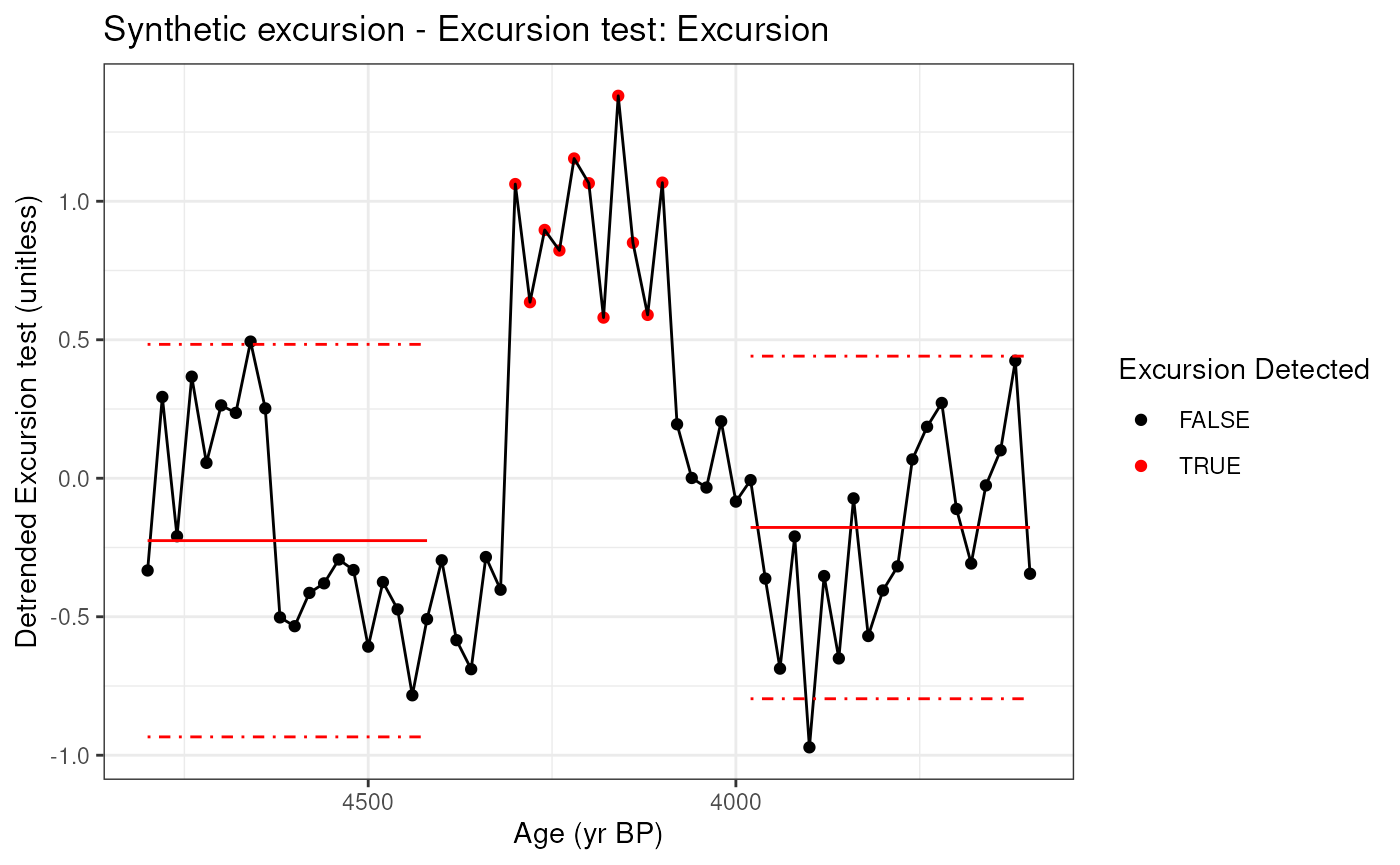 Synthetic excursion - Excursion test: Excursion
Detrended Excursion test (unitless)
1.0
0.5
0.0
-0.5
-1.0
4500
4000
Age (yr BP)
Excursion Detected
FALSE
TRUE